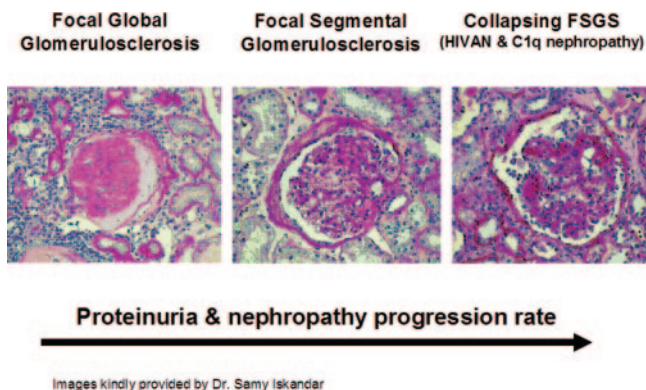 Focal Global
Glomerulosclerosis
Focal Segmental
Glomerulosclerosis
Collapsing FSGS
(HIVAN & C1q nephropathy)
Proteinuria & nephropathy progression rate
Images kindly provided by Dr. Samy Iskandar